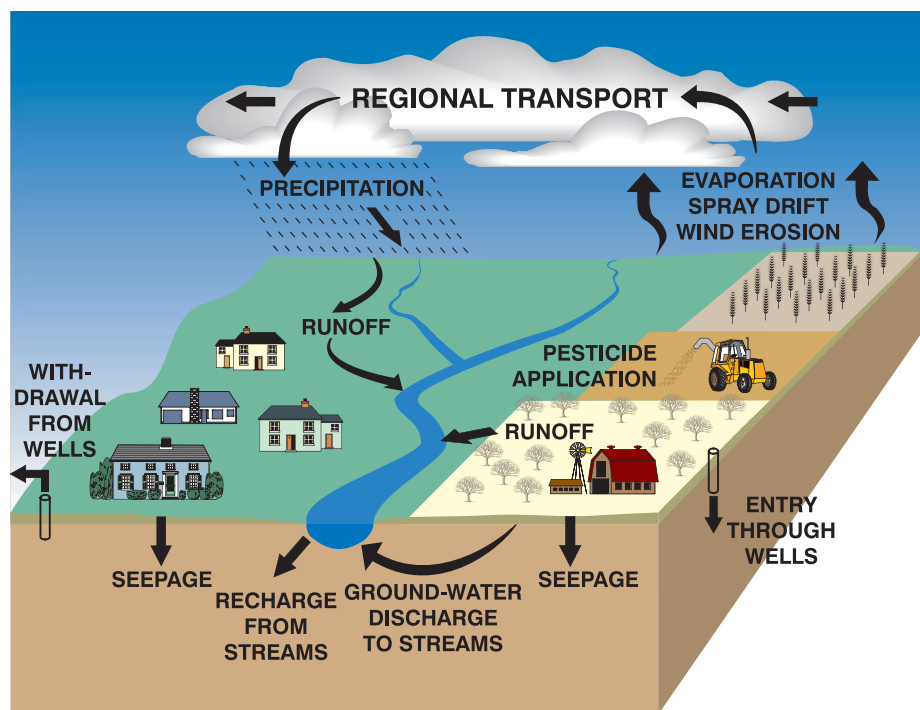 REGIONAL TRANSPORT
PRECIPITATION
EVAPORATION
SPRAY DRIFT
WIND EROSION
RUNOFF
PESTICIDE
APPLICATION
WITH-
DRAWAL
FROM
WELLS
RUNOFF
ENTRY
THROUGH
WELLS
SEEPAGE
RECHARGE
FROM
STREAMS
GROUND-WATER
DISCHARGE
TO STREAMS
SEEPAGE